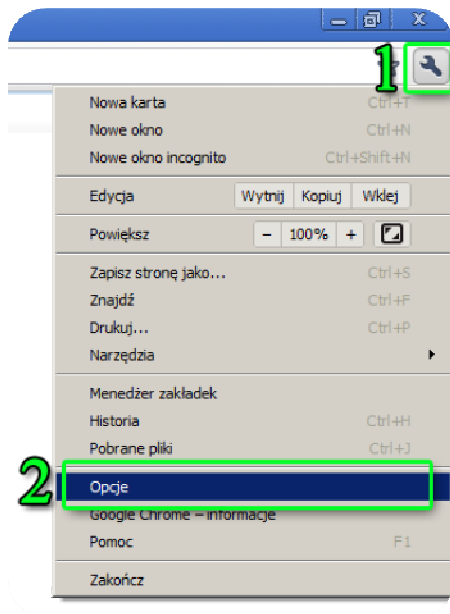 1
Nowa karta Ctrl+T
Nowe okno Ctrl+N
Nowe okno incognito Ctrl+Shift+N
Edycja Wytnij Kopiuj Wklej
Powiększ - 100% +
Zapisz stronę jako... Ctrl+S
Znajdź Ctrl+F
Drukuj... Ctrl+P
Narzędzia
Menedżer zakładek
Historia Ctrl+H
Pobrane pliki Ctrl+J
2 Opcje
Google Chrome – informacje
Pomoc F1
Zakończ